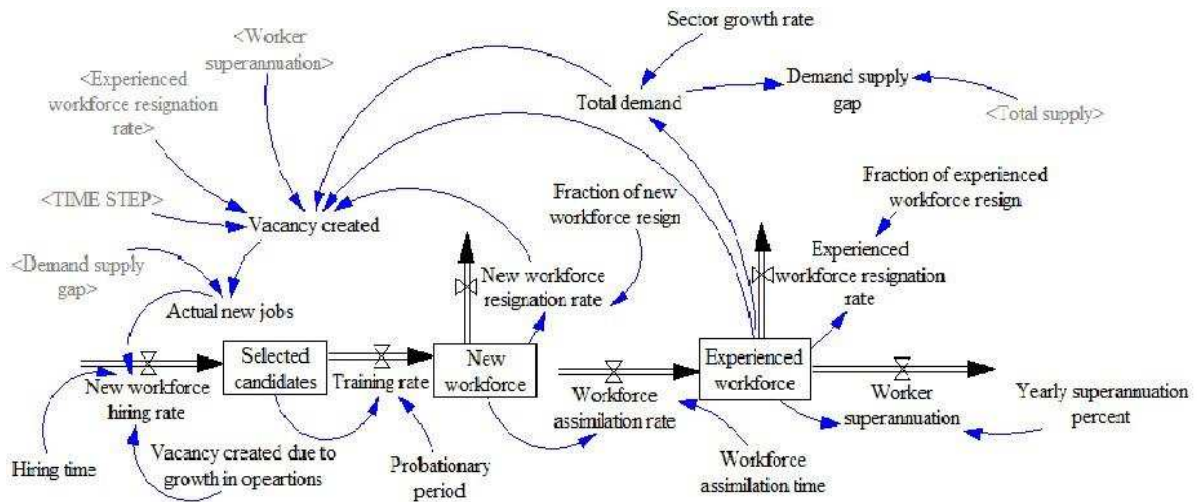 Sector growth rate
<Worker
superannuation>
<Experienced
workforce resignation
rate>
Total demand
Demand supply
gap
<Total supply>
<TIME STEP>
Vacancy created
Fraction of new
workforce resign
Fraction of experienced
workforce resign
<Demand supply
gap>
New workforce
resignation rate
Experienced
workforce resignation
rate
Actual new jobs
Selected
candidates
New
workforce
Experienced
workforce
New workforce
hiring rate
Training rate
Workforce
assimilation rate
Worker
superannuation
Yearly superannuation
percent
Hiring time
Vacancy created due to
growth in opeartions
Probationary
period
Workforce
assimilation time